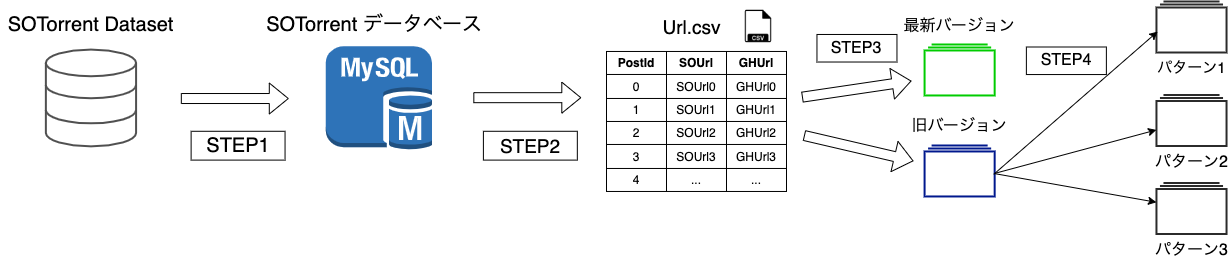 SOTorrent Dataset
STEP1
SOTorrent データベース
MySQL
M
STEP2
Url.csv
CSV
PostId SOUrl GHUrl
0 SOUrl0 GHUrl0
1 SOUrl1 GHUrl1
2 SOUrl2 GHUrl2
3 SOUrl3 GHUrl3
4 ... ...
STEP3
最新バージョン
旧バージョン
STEP4
パターン1
パターン2
パターン3